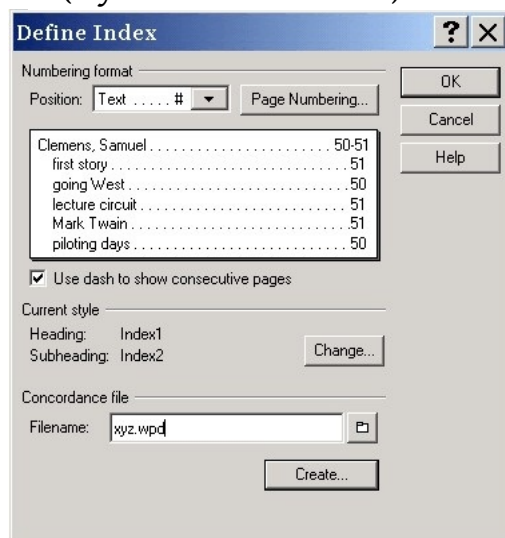 Define Index ? X
Numbering format
Position: Text ..... # Page Numbering...
OK
Cancel
Help
Clemens, Samuel ........................ 50-51
first story ................................ 51
going West .............................. 50
lecture circuit ........................... 51
Mark Twain .............................. 51
piloting days ............................ 50
Use dash to show consecutive pages
Current style
Heading: Index1
Subheading: Index2
Change...
Concordance file
Filename: xyz.wpd
Create...